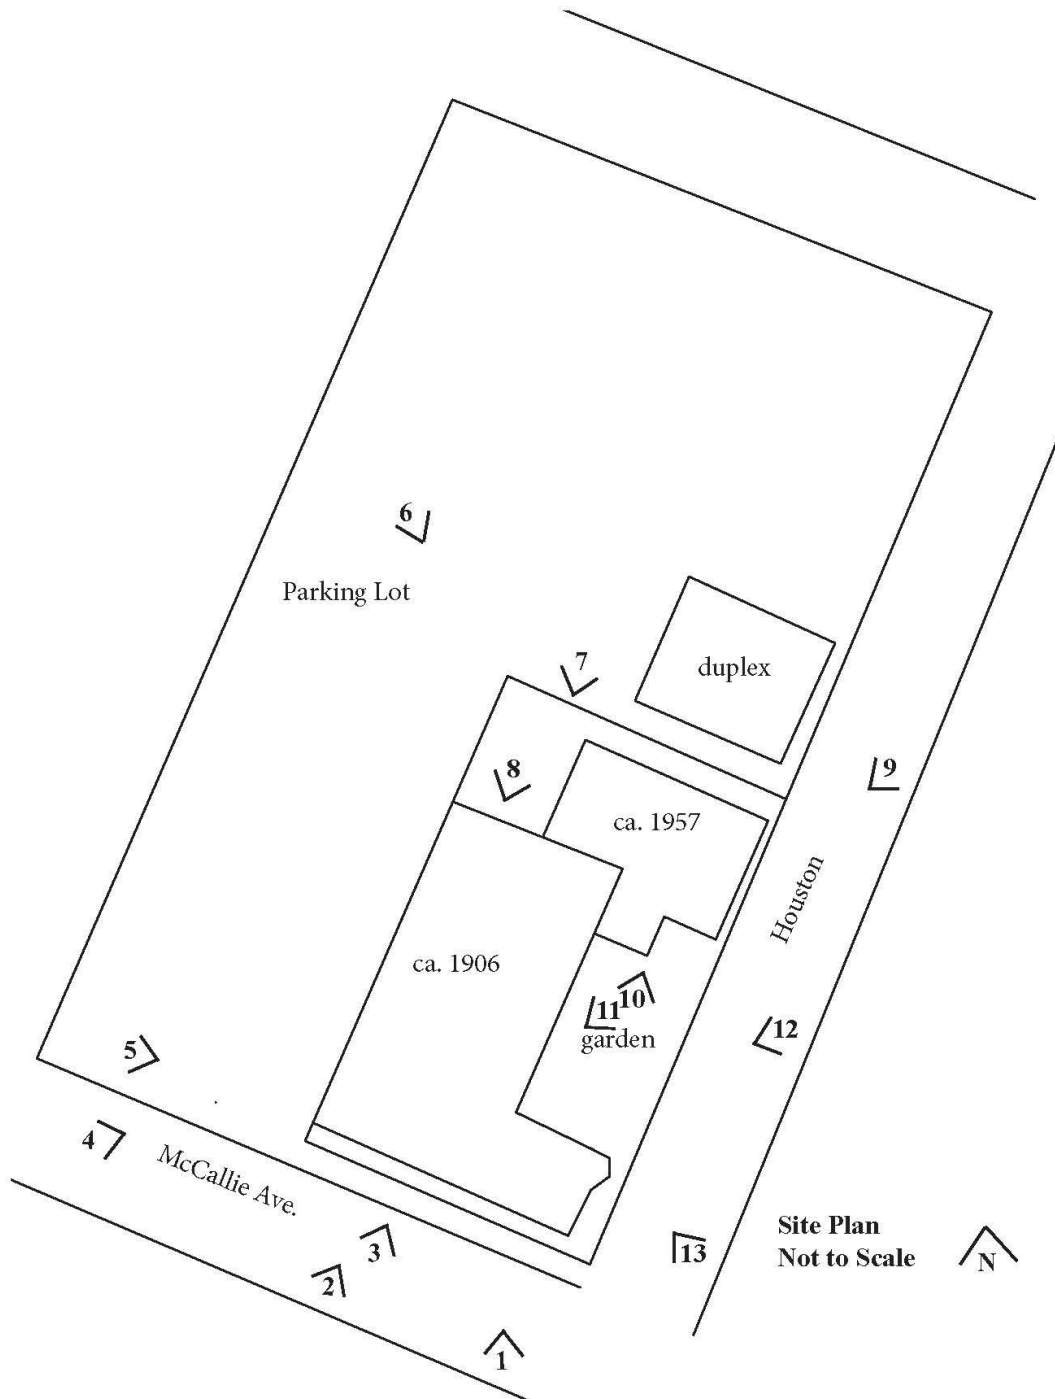 6
Parking Lot
7
duplex
8
9
ca. 1957
Houston
ca. 1906
10
11
garden
12
5
4
McCallie Ave.
3
13
2
1
Site Plan
Not to Scale
N